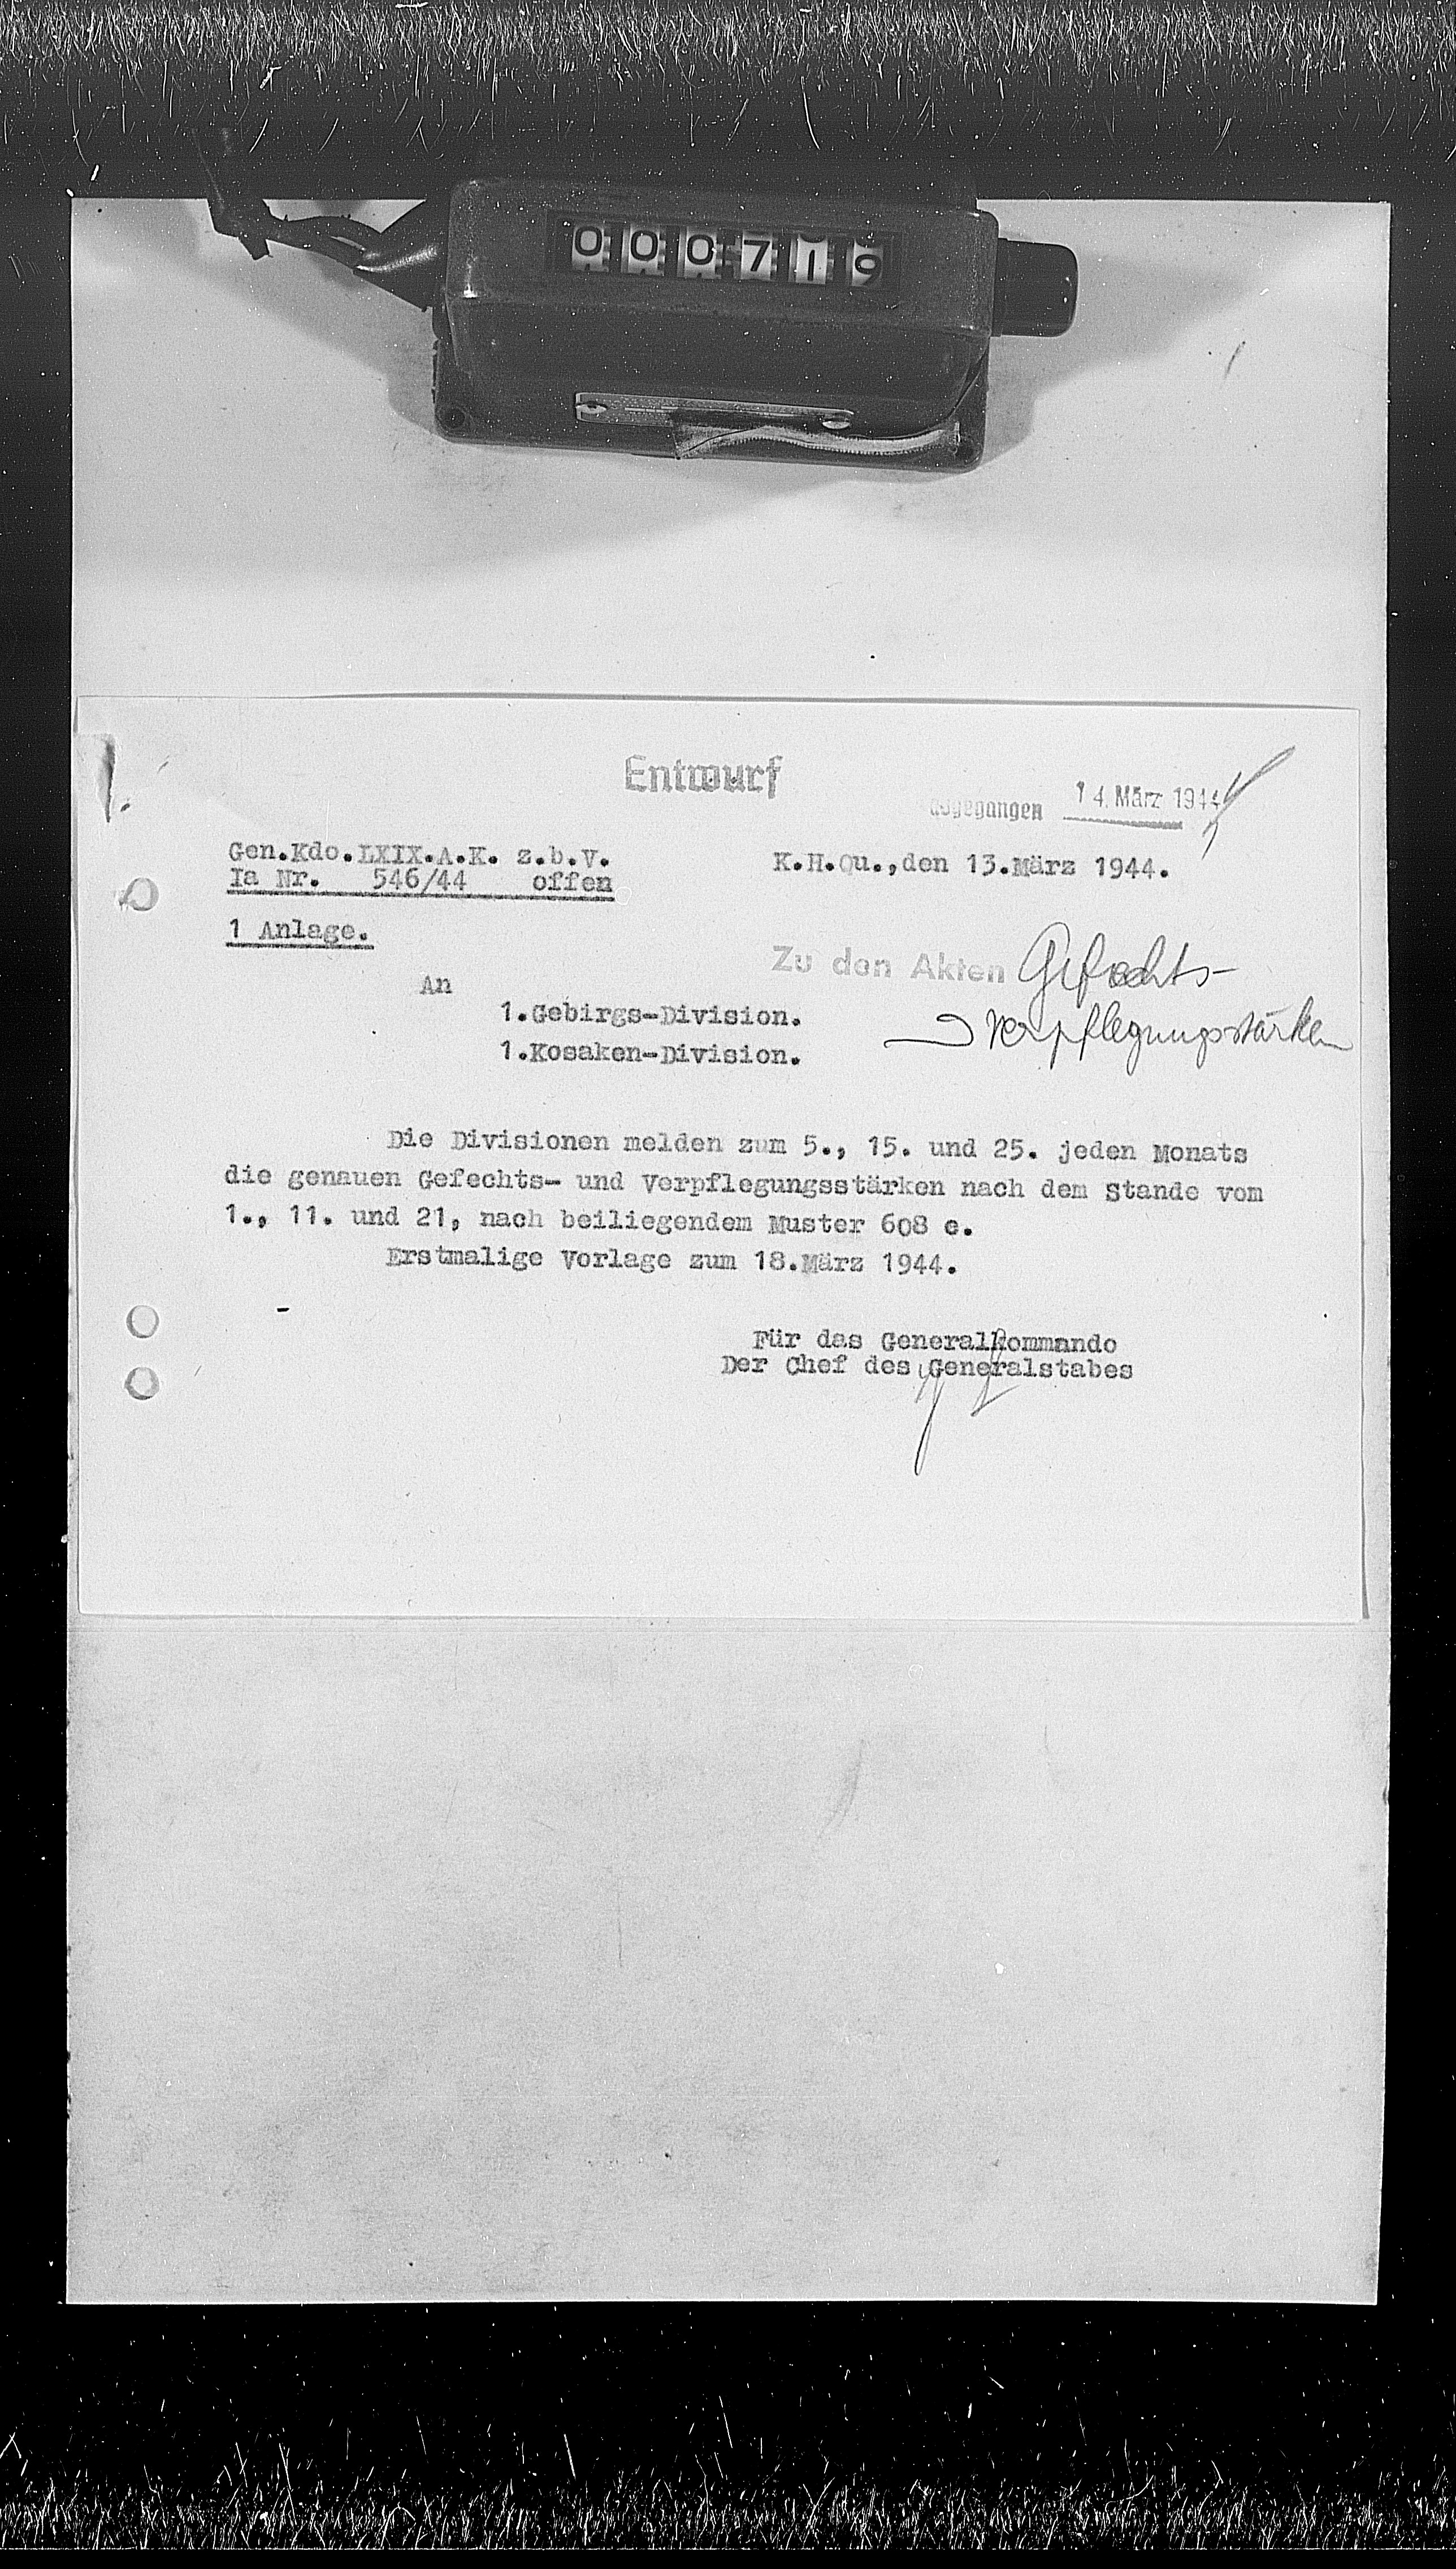 000719
Entwurf
abgegangen 14. März 1944
Gen.Kdo.LXIX.A.K. z.b.V.
K.H.Qu.,den 13.März 1944.
Ia Nr. 546/44 offen
1 Anlage.
Zu den Akten Gefechts-
Verpflegungsstärken
An
1.Gebirgs-Division.
1.Kosaken-Division.
Die Divisionen melden zum 5., 15. und 25. jeden Monats
die genauen Gefechts- und Verpflegungsstärken nach dem Stande vom
1., 11. und 21, nach beiliegendem Muster 608 c.
Erstmalige Vorlage zum 18.März 1944.
Für das Generalkommando
Der Chef des Generalstabes